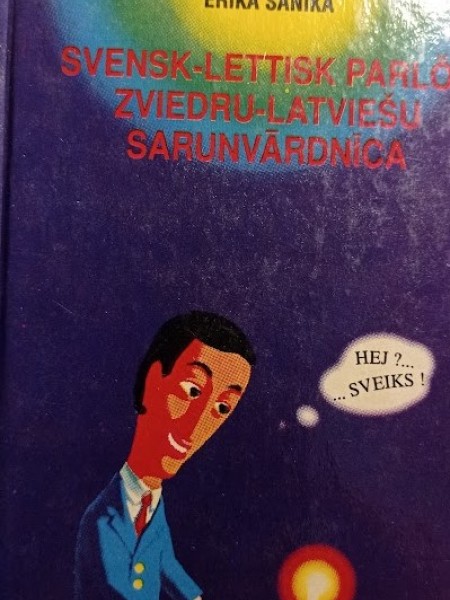 ERIKA SANIXA
SVENSK-LETTISK PARLÖ
ZVIEDRU-LATVIEŠU
SARUNVĀRDNĪCA
HEJ ?...
... SVEIKS !